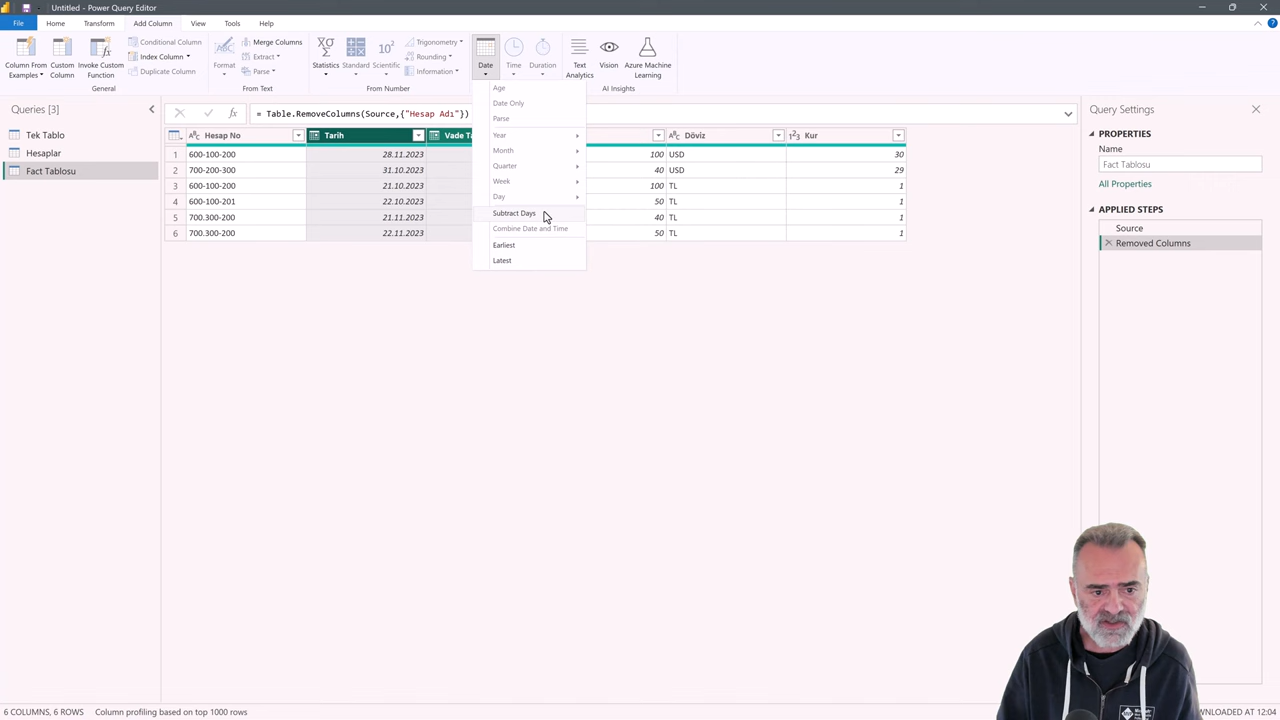 Untitled - Power Query Editor
File Home Transform Add Column View Tools Help
Column From Examples
Custom Column
Invoke Custom Function
Conditional Column
Index Column
Duplicate Column
General
Format
Merge Columns
Extract
Parse
From Text
Statistics
Standard
Scientific
Trigonometry
Rounding
Information
From Number
Date
Time
Duration
Text Analytics
Vision
Azure Machine Learning
AI Insights
Age
Date Only
Parse
Year
Month
Quarter
Week
Day
Subtract Days
Combine Date and Time
Earliest
Latest
Queries [3]
Tek Tablo
Hesaplar
Fact Tablosu
= Table.RemoveColumns(Source,{"Hesap Adı"})
Hesap No Tarih Vade Ta Döviz Kur
1 600-100-200 28.11.2023 100 USD 30
2 700-200-300 31.10.2023 40 USD 29
3 600-100-200 21.10.2023 100 TL 1
4 600-100-201 22.10.2023 50 TL 1
5 700.300-200 21.11.2023 40 TL 1
6 700.300-200 22.11.2023 50 TL 1
Query Settings
PROPERTIES
Name
Fact Tablosu
All Properties
APPLIED STEPS
Source
Removed Columns
6 COLUMNS, 6 ROWS Column profiling based on top 1000 rows
WNLOADED AT 12:04